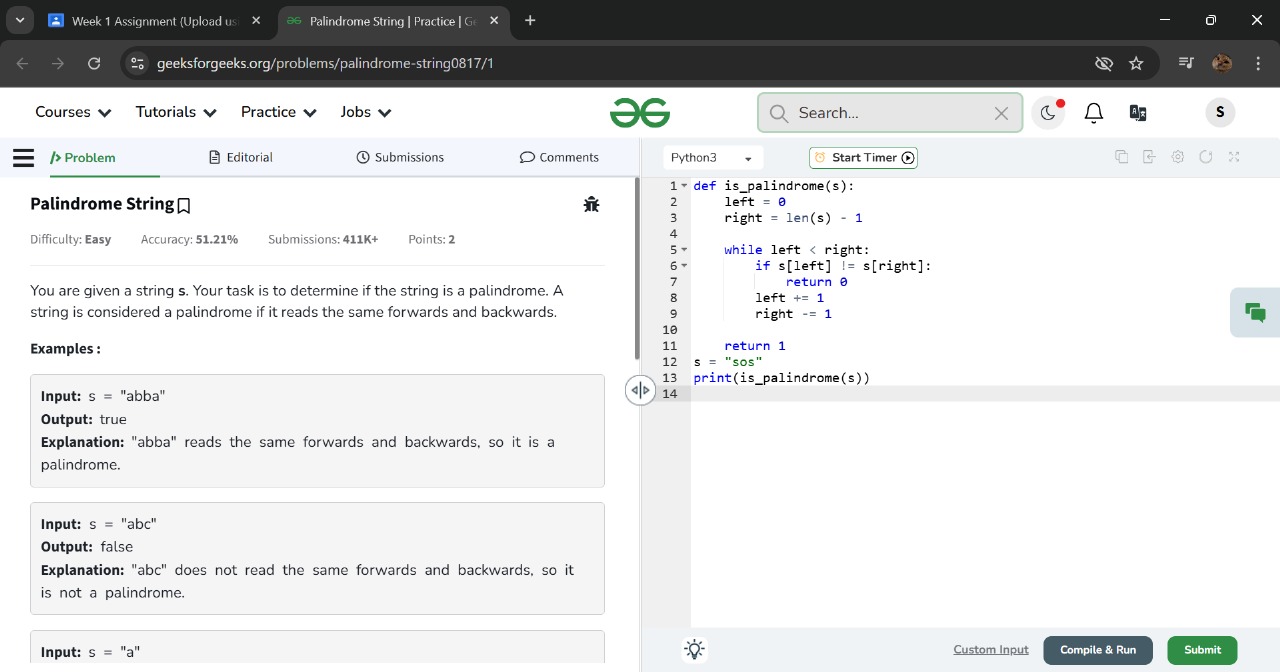 Week 1 Assignment (Upload us
Palindrome String | Practice | G
geeksforgeeks.org/problems/palindrome-string0817/1
Courses Tutorials Practice Jobs Search... S
Problem Editorial Submissions Comments Python3 Start Timer
Palindrome String
Difficulty: Easy Accuracy: 51.21% Submissions: 411K+ Points: 2
You are given a string s. Your task is to determine if the string is a palindrome. A
string is considered a palindrome if it reads the same forwards and backwards.
Examples :
Input: s = "abba"
Output: true
Explanation: "abba" reads the same forwards and backwards, so it is a
palindrome.
Input: s = "abc"
Output: false
Explanation: "abc" does not read the same forwards and backwards, so it
is not a palindrome.
Input: s = "a"
1 def is_palindrome(s):
2 left = 0
3 right = len(s) - 1
4
5 while left < right:
6 if s[left] != s[right]:
7 return 0
8 left += 1
9 right -= 1
10
11 return 1
12 s = "sos"
13 print(is_palindrome(s))
14
Custom Input Compile & Run Submit